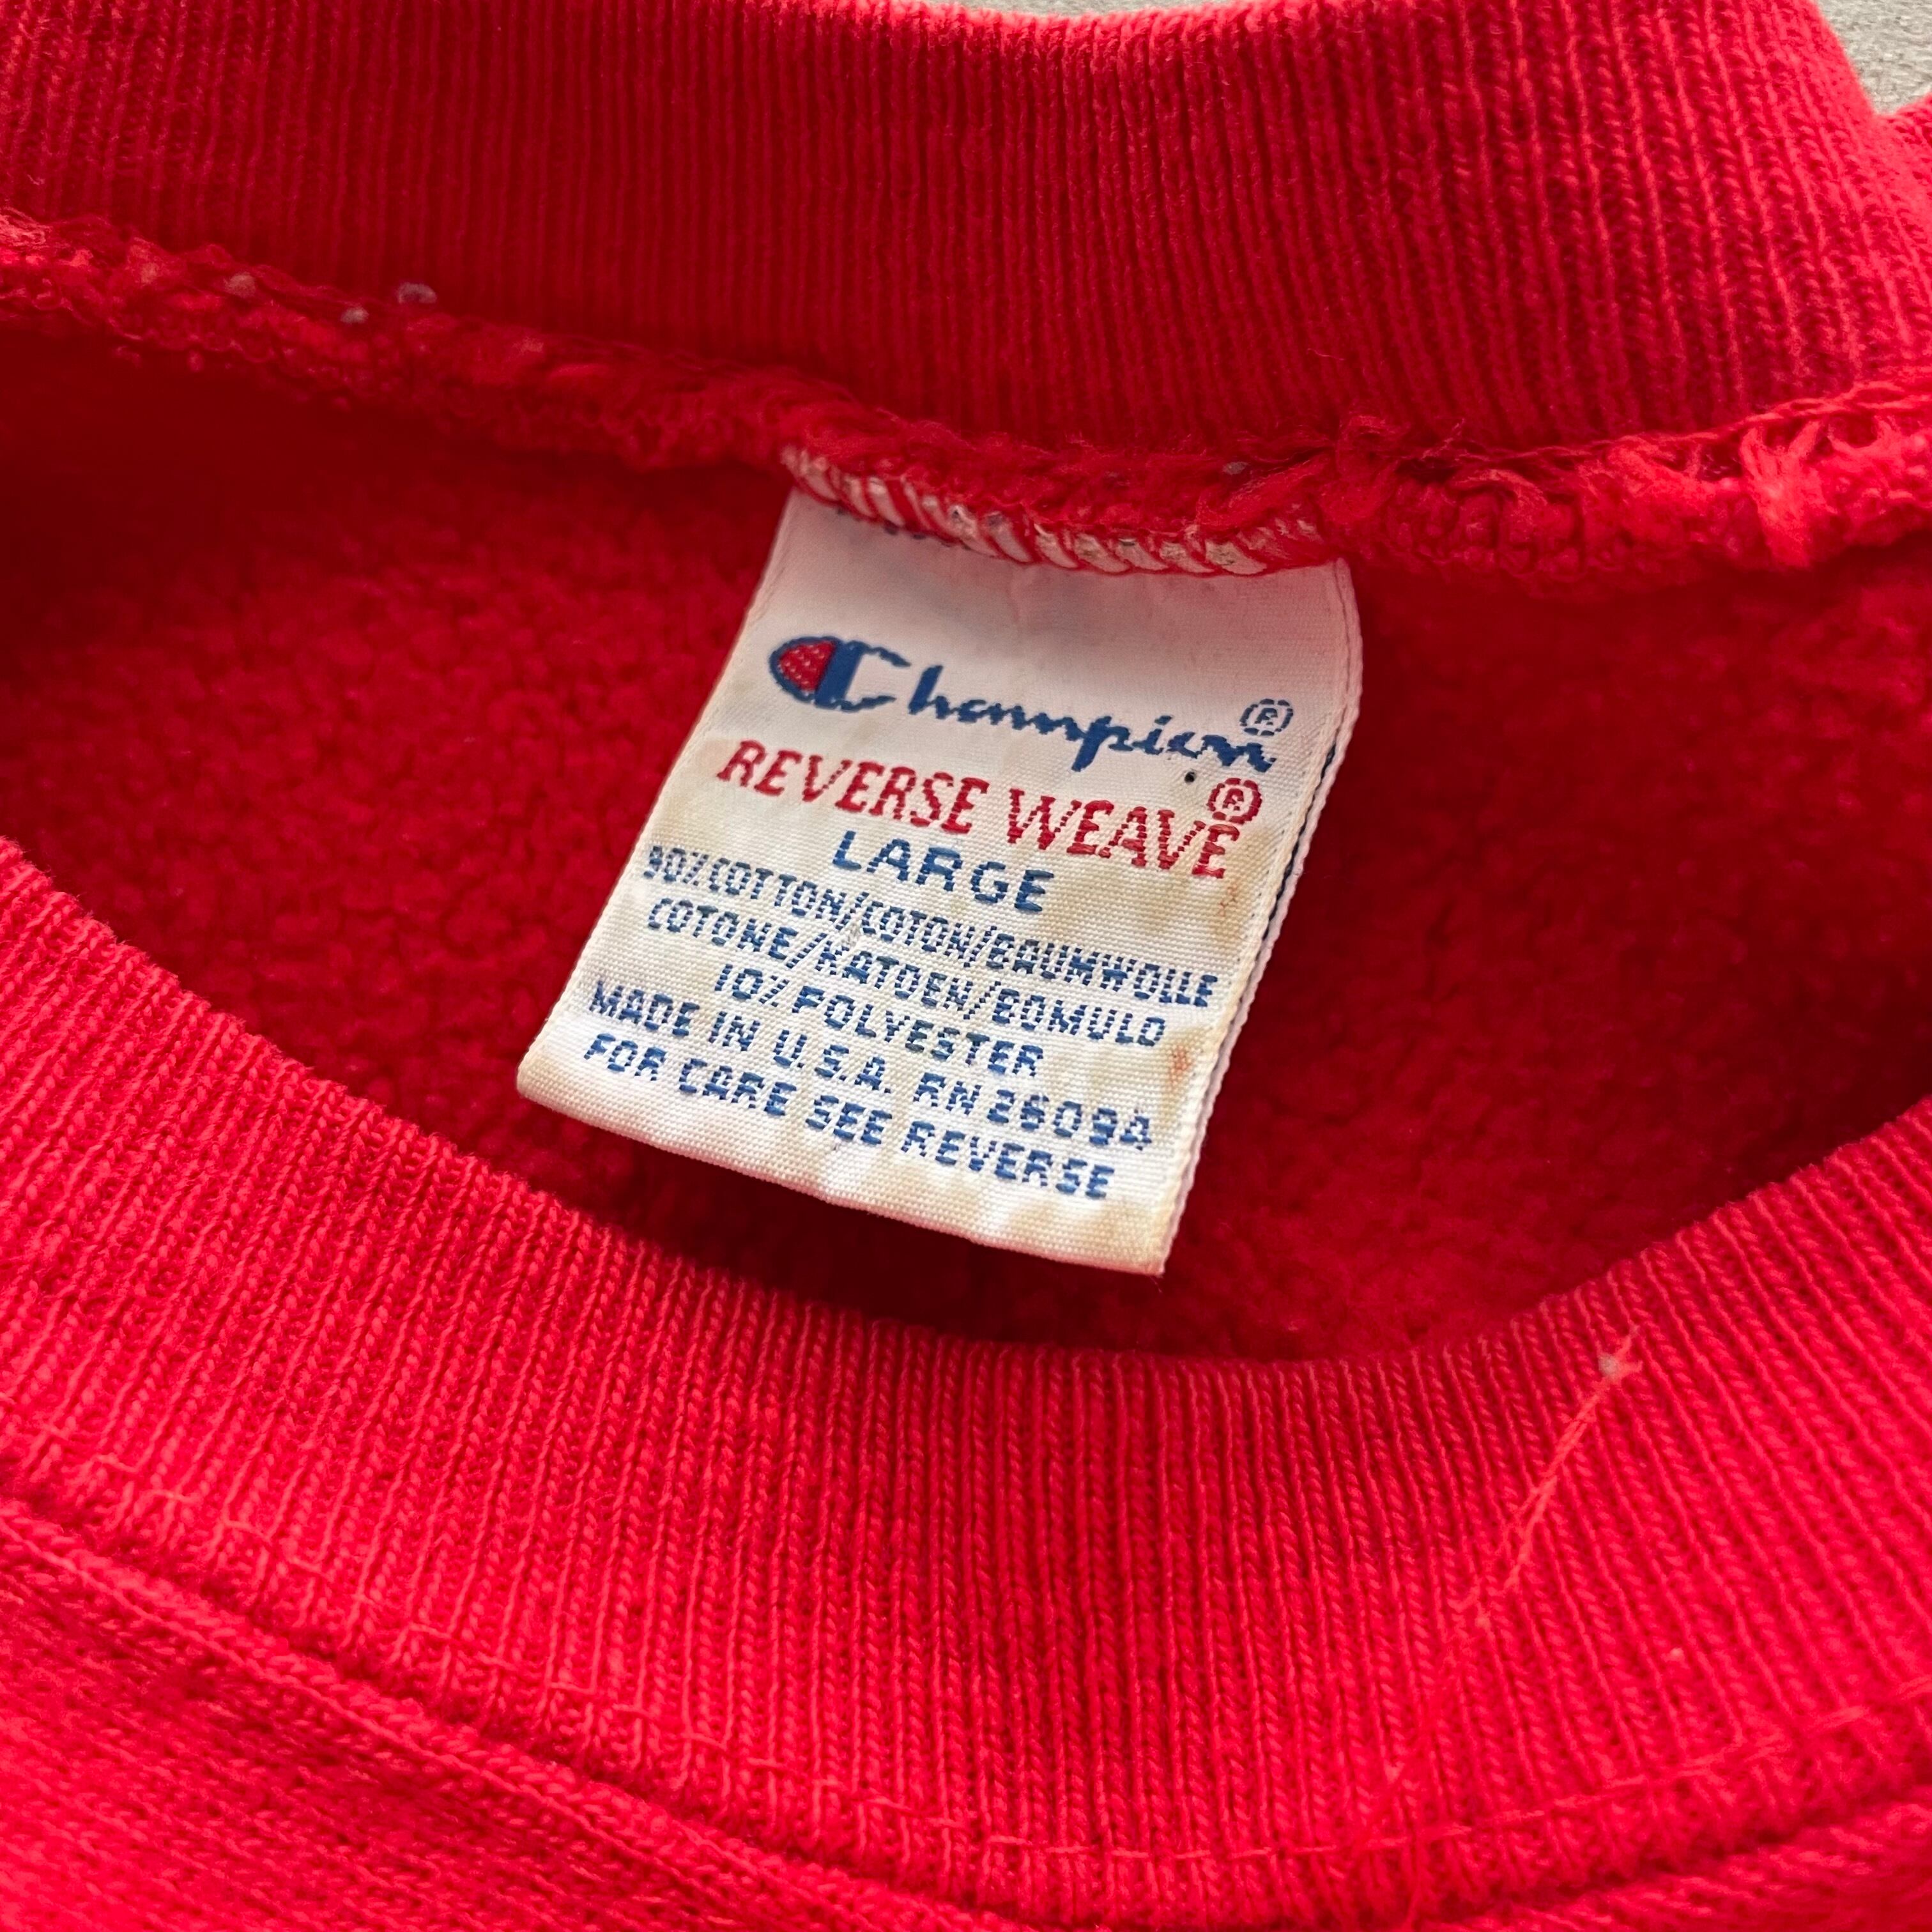 Champion®
REVERSE WEAVE®
LARGE
90% COTTON/COTON/BAUMWOLLE
COTONE/KATOEN/BOMULD
10% POLYESTER
MADE IN U.S.A. RN 26094
FOR CARE SEE REVERSE